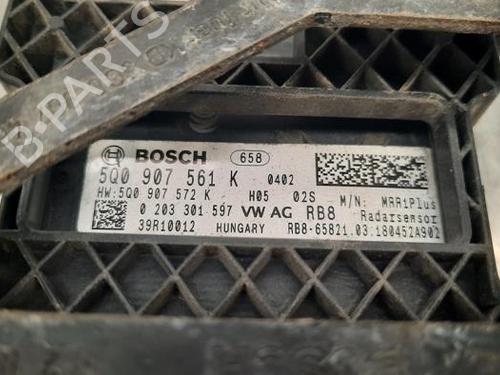 B-PARTS
BOSCH 658
5Q0 907 561 K 0402
HW:5Q0 907 572 K H05 02S M/N: MRR1Plus
0 203 301 597 VW AG RB8 Radarsensor
39R10012 HUNGARY RB8-65821.03.180452A902